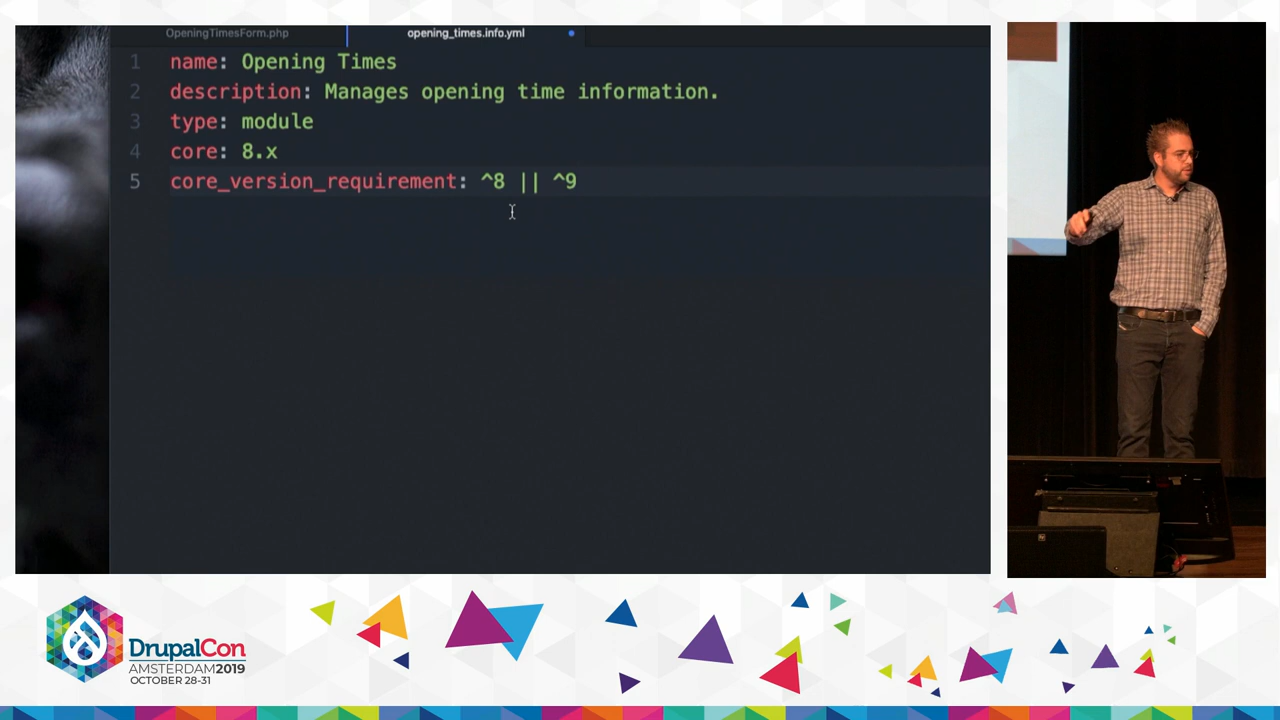 OpeningTimesForm.php
opening_times.info.yml
1 name: Opening Times
2 description: Manages opening time information.
3 type: module
4 core: 8.x
5 core_version_requirement: ^8 || ^9
DrupalCon
AMSTERDAM2019
OCTOBER 28-31